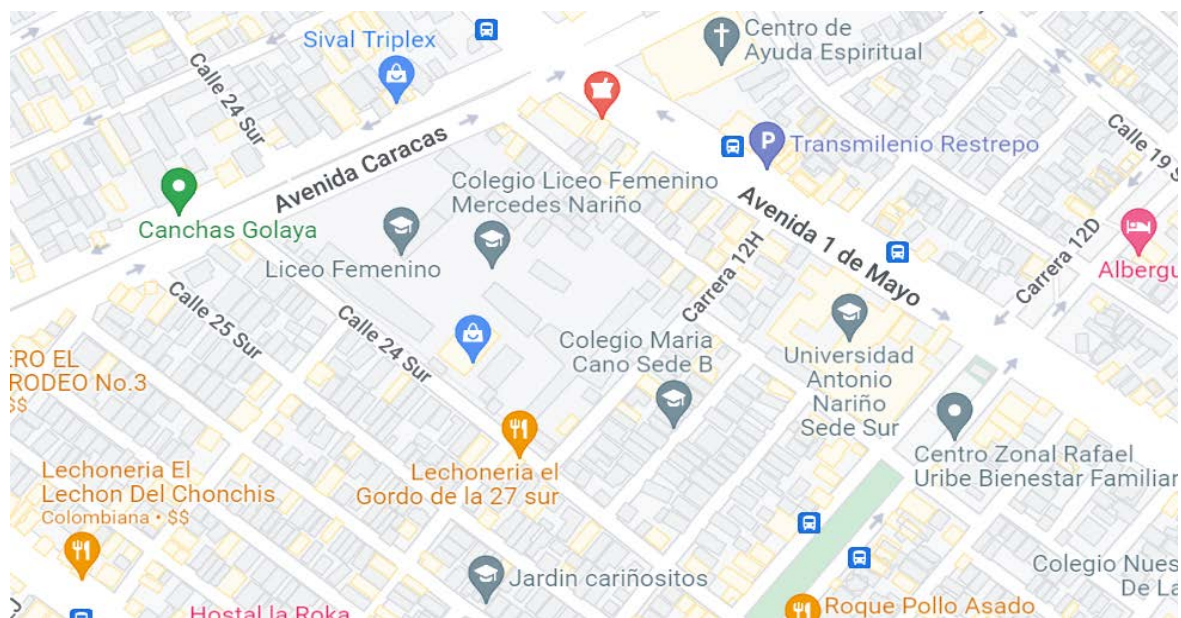 Sival Triplex
Centro de
Ayuda Espiritual
Calle 24 Sur
Avenida Caracas
P
Transmilenio Restrepo
Calle 19 S
Colegio Liceo Femenino
Mercedes Nariño
Avenida 1 de Mayo
Canchas Golaya
Liceo Femenino
Carrera 12H
Carrera 12D
Albergu
Calle 25 Sur
Calle 24 Sur
Colegio Maria
Cano Sede B
Universidad
Antonio
Nariño
Sede Sur
ERO EL
RODEO No.3
$$
Lechoneria El
Lechon Del Chonchis
Colombiana • $$
Lechoneria el
Gordo de la 27 sur
Centro Zonal Rafael
Uribe Bienestar Familiar
Jardin cariñositos
Colegio Nues
De La
Hostal la Roka
Roque Pollo Asado